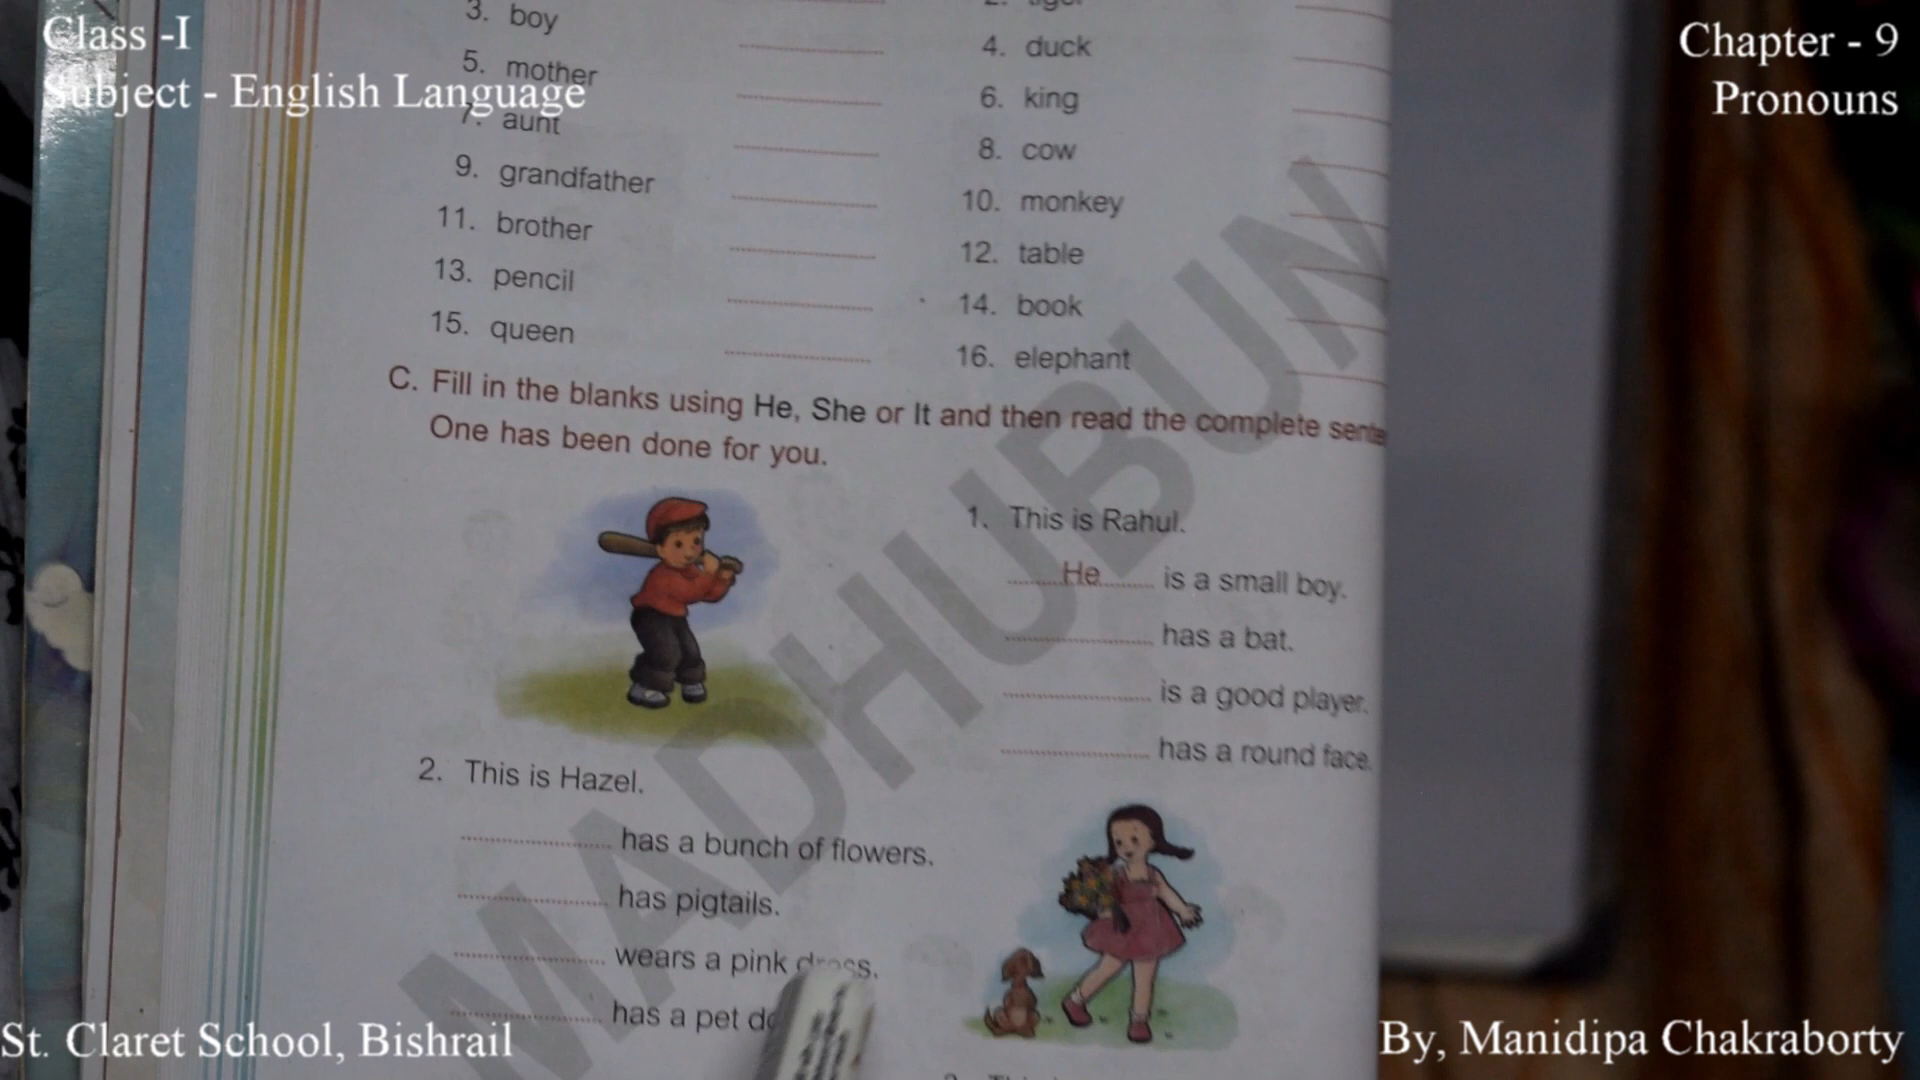 Class -I
Subject - English Language
Chapter - 9
Pronouns
3. boy
4. duck
5. mother
6. king
7. aunt
8. cow
9. grandfather
10. monkey
11. brother
12. table
13. pencil
14. book
15. queen
16. elephant
C. Fill in the blanks using He, She or It and then read the complete
One has been done for you.
1. This is Rahul.
He is a small boy.
has a bat.
is a good player.
has a round face.
2. This is Hazel.
has a bunch of flowers.
has pigtails.
wears a pink dress.
has a pet
MADHUBUN
St. Claret School, Bishrail
By, Manidipa Chakraborty